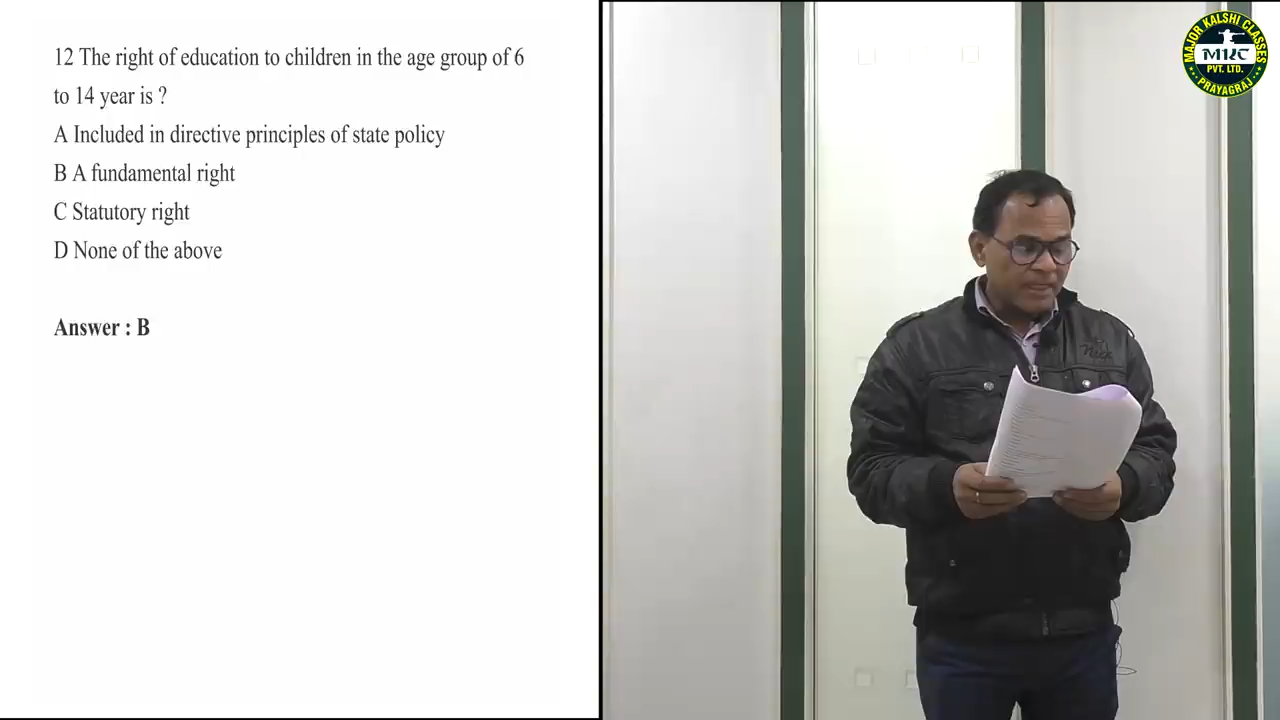 12 The right of education to children in the age group of 6
to 14 year is ?
A Included in directive principles of state policy
B A fundamental right
C Statutory right
D None of the above
Answer : B
MAJOR KALSHI CLASSES
MKC
PVT. LTD.
PRAYAGRAJ